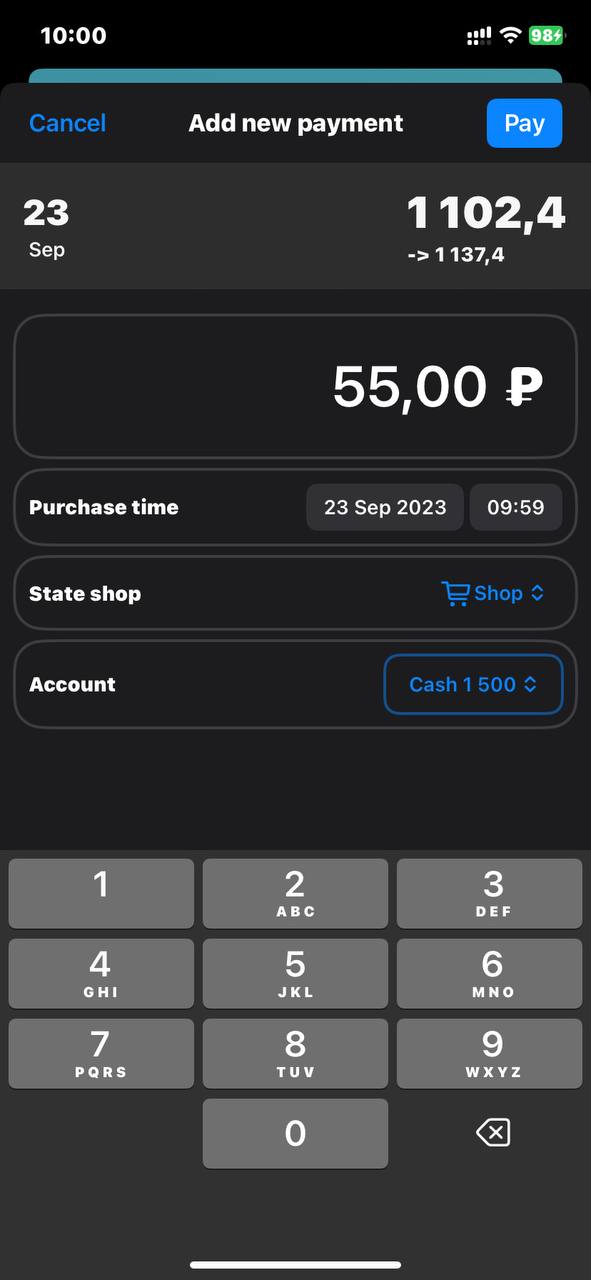 10:00 98
Cancel Add new payment Pay
23 1 102,4
Sep -> 1 137,4
55,00 ₽
Purchase time 23 Sep 2023 09:59
State shop Shop
Account Cash 1 500
1 2 3
ABC DEF
4 5 6
GHI JKL MNO
7 8 9
PQRS TUV WXYZ
0